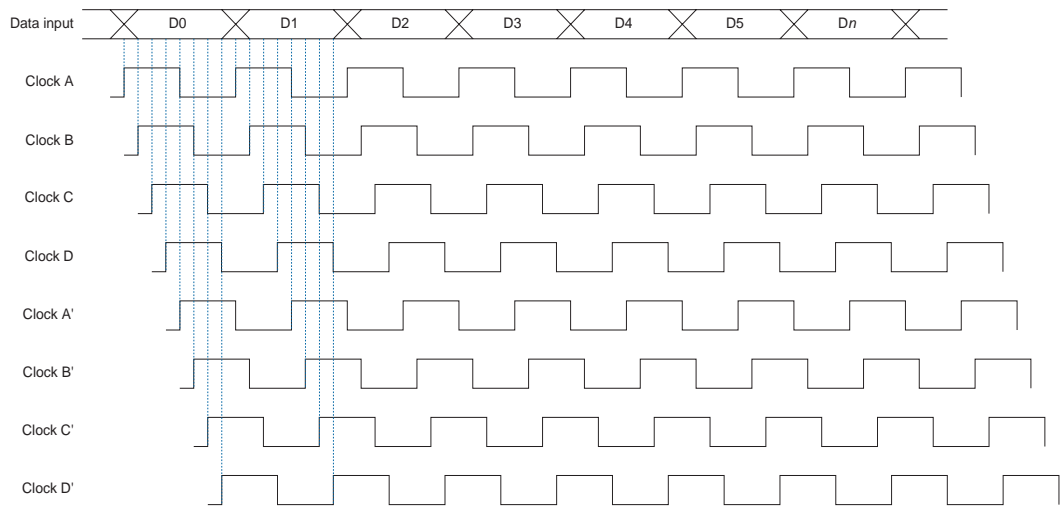 Data input D0 D1 D2 D3 D4 D5 Dn
Clock A
Clock B
Clock C
Clock D
Clock A'
Clock B'
Clock C'
Clock D'